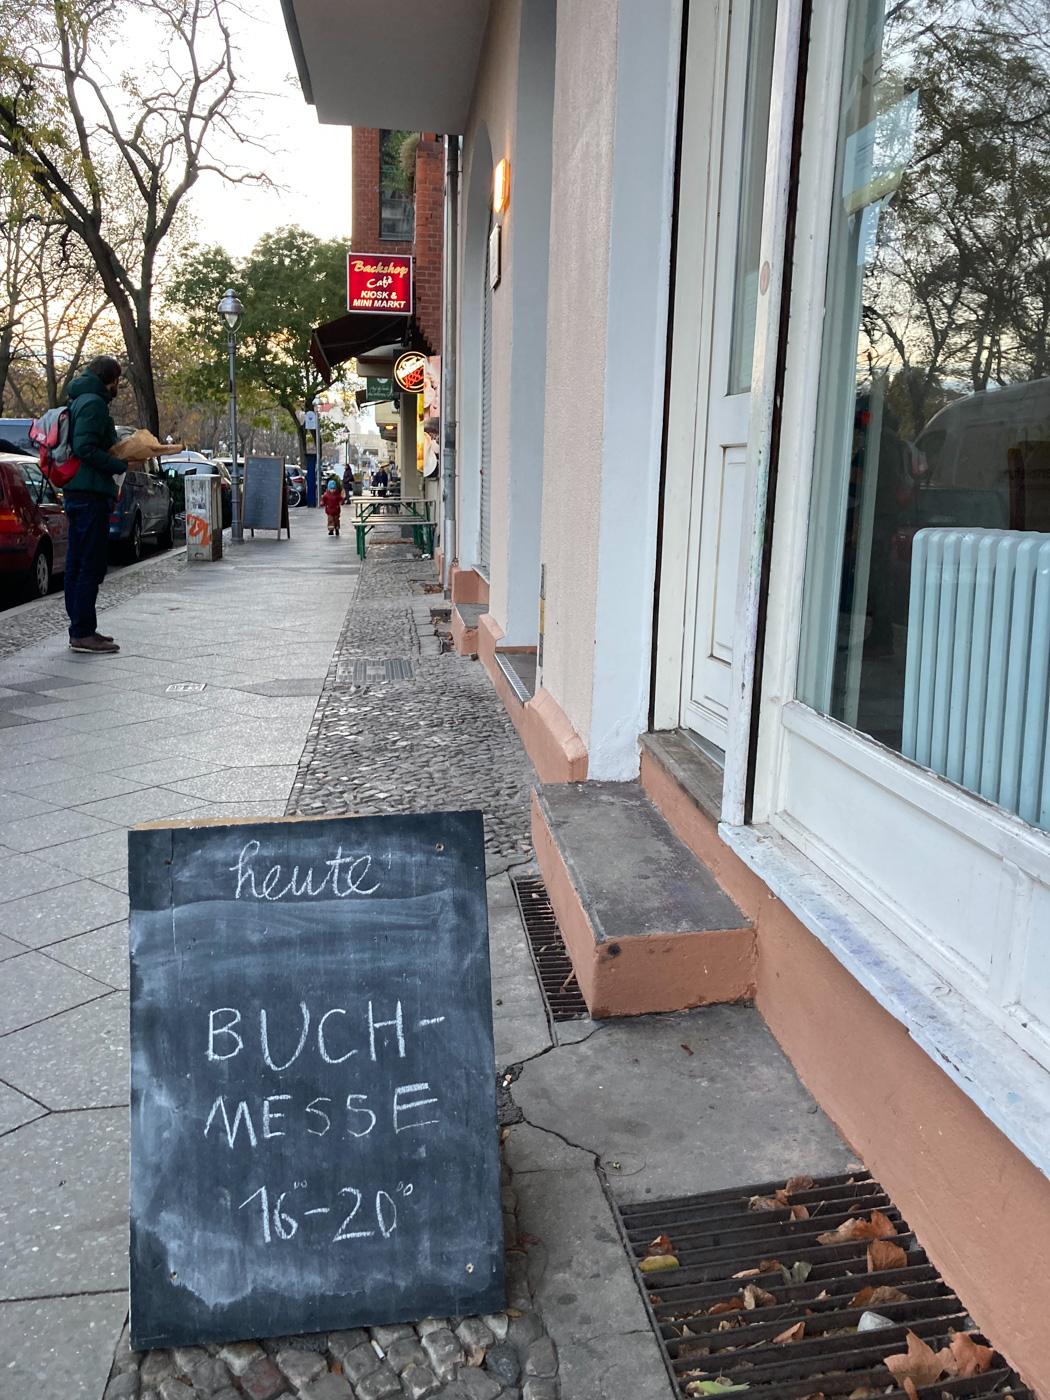 Backshop
Café
KIOSK &
MINI MARKT
heute
BUCH-
MESSE
16⁰⁰-20⁰⁰